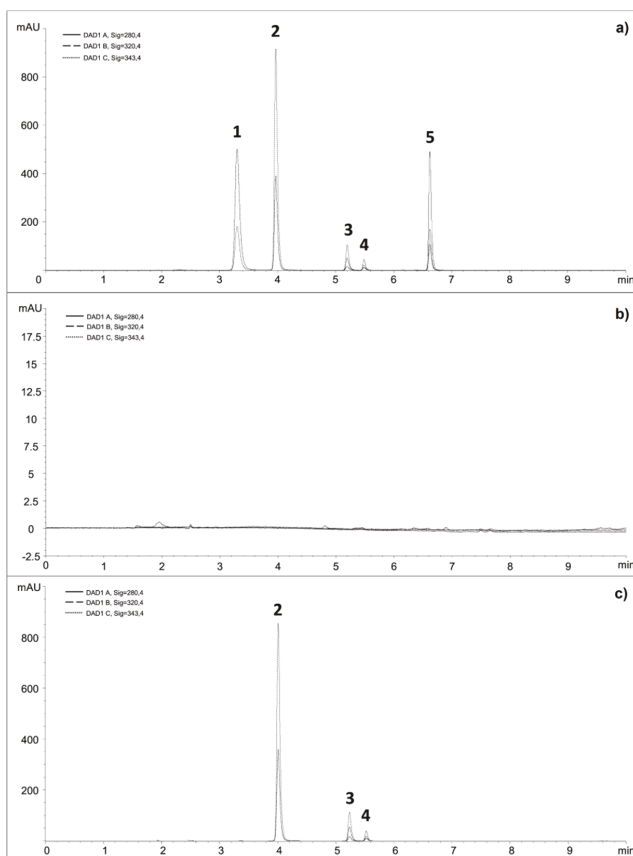 mAU
DAD1 A, Sig=280,4
DAD1 B, Sig=320,4
DAD1 C, Sig=343,4
a)
2
1
5
3
4
800
600
400
200
0 1 2 3 4 5 6 7 8 9 min
mAU
DAD1 A, Sig=280,4
DAD1 B, Sig=320,4
DAD1 C, Sig=343,4
b)
17.5
15
12.5
10
7.5
5
2.5
0
-2.5
0 1 2 3 4 5 6 7 8 9 min
mAU
DAD1 A, Sig=280,4
DAD1 B, Sig=320,4
DAD1 C, Sig=343,4
c)
2
3
4
800
600
400
200
0 1 2 3 4 5 6 7 8 9 min